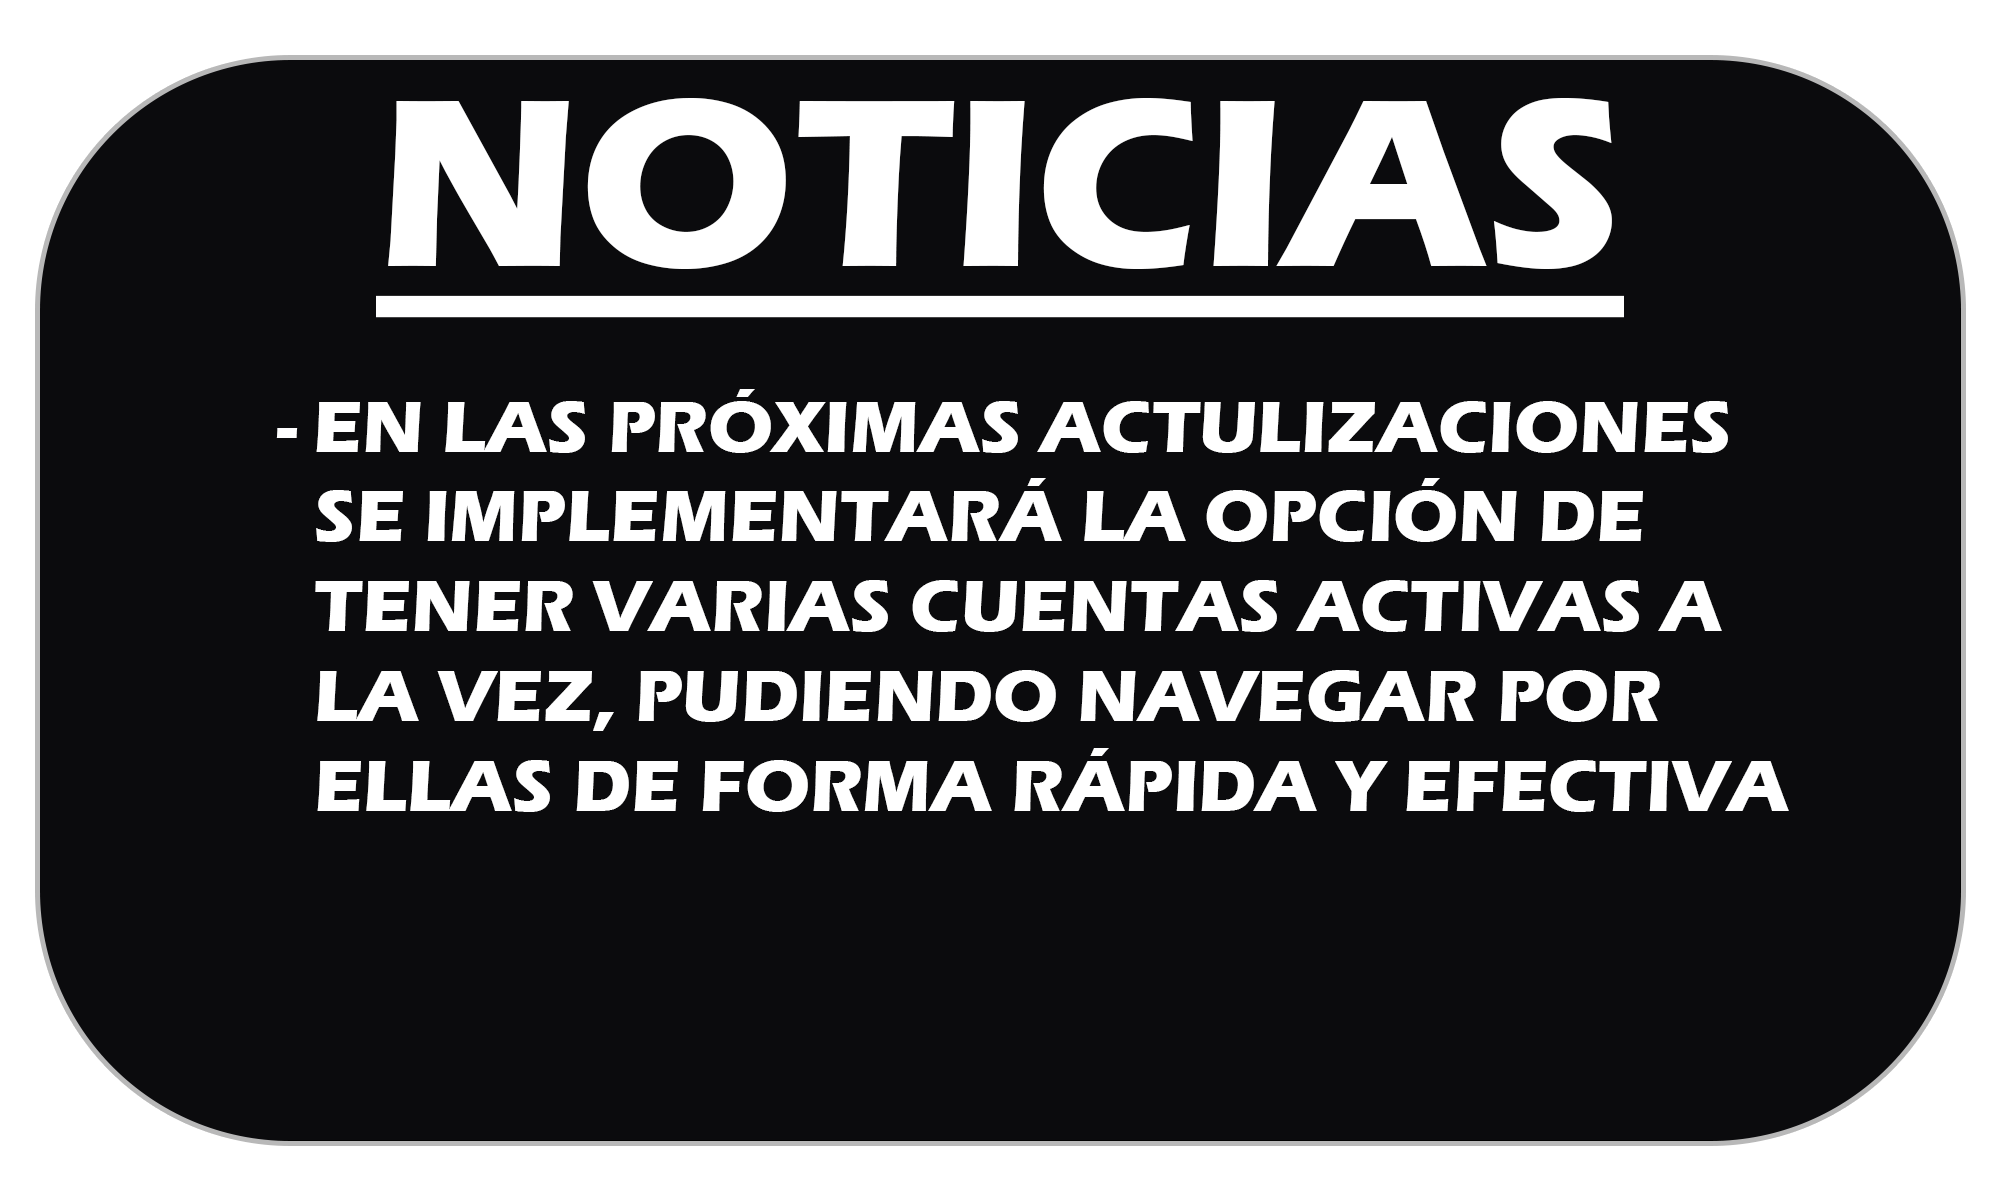 NOTICIAS
- EN LAS PRÓXIMAS ACTULIZACIONES
SE IMPLEMENTARÁ LA OPCIÓN DE
TENER VARIAS CUENTAS ACTIVAS A
LA VEZ, PUDIENDO NAVEGAR POR
ELLAS DE FORMA RÁPIDA Y EFECTIVA